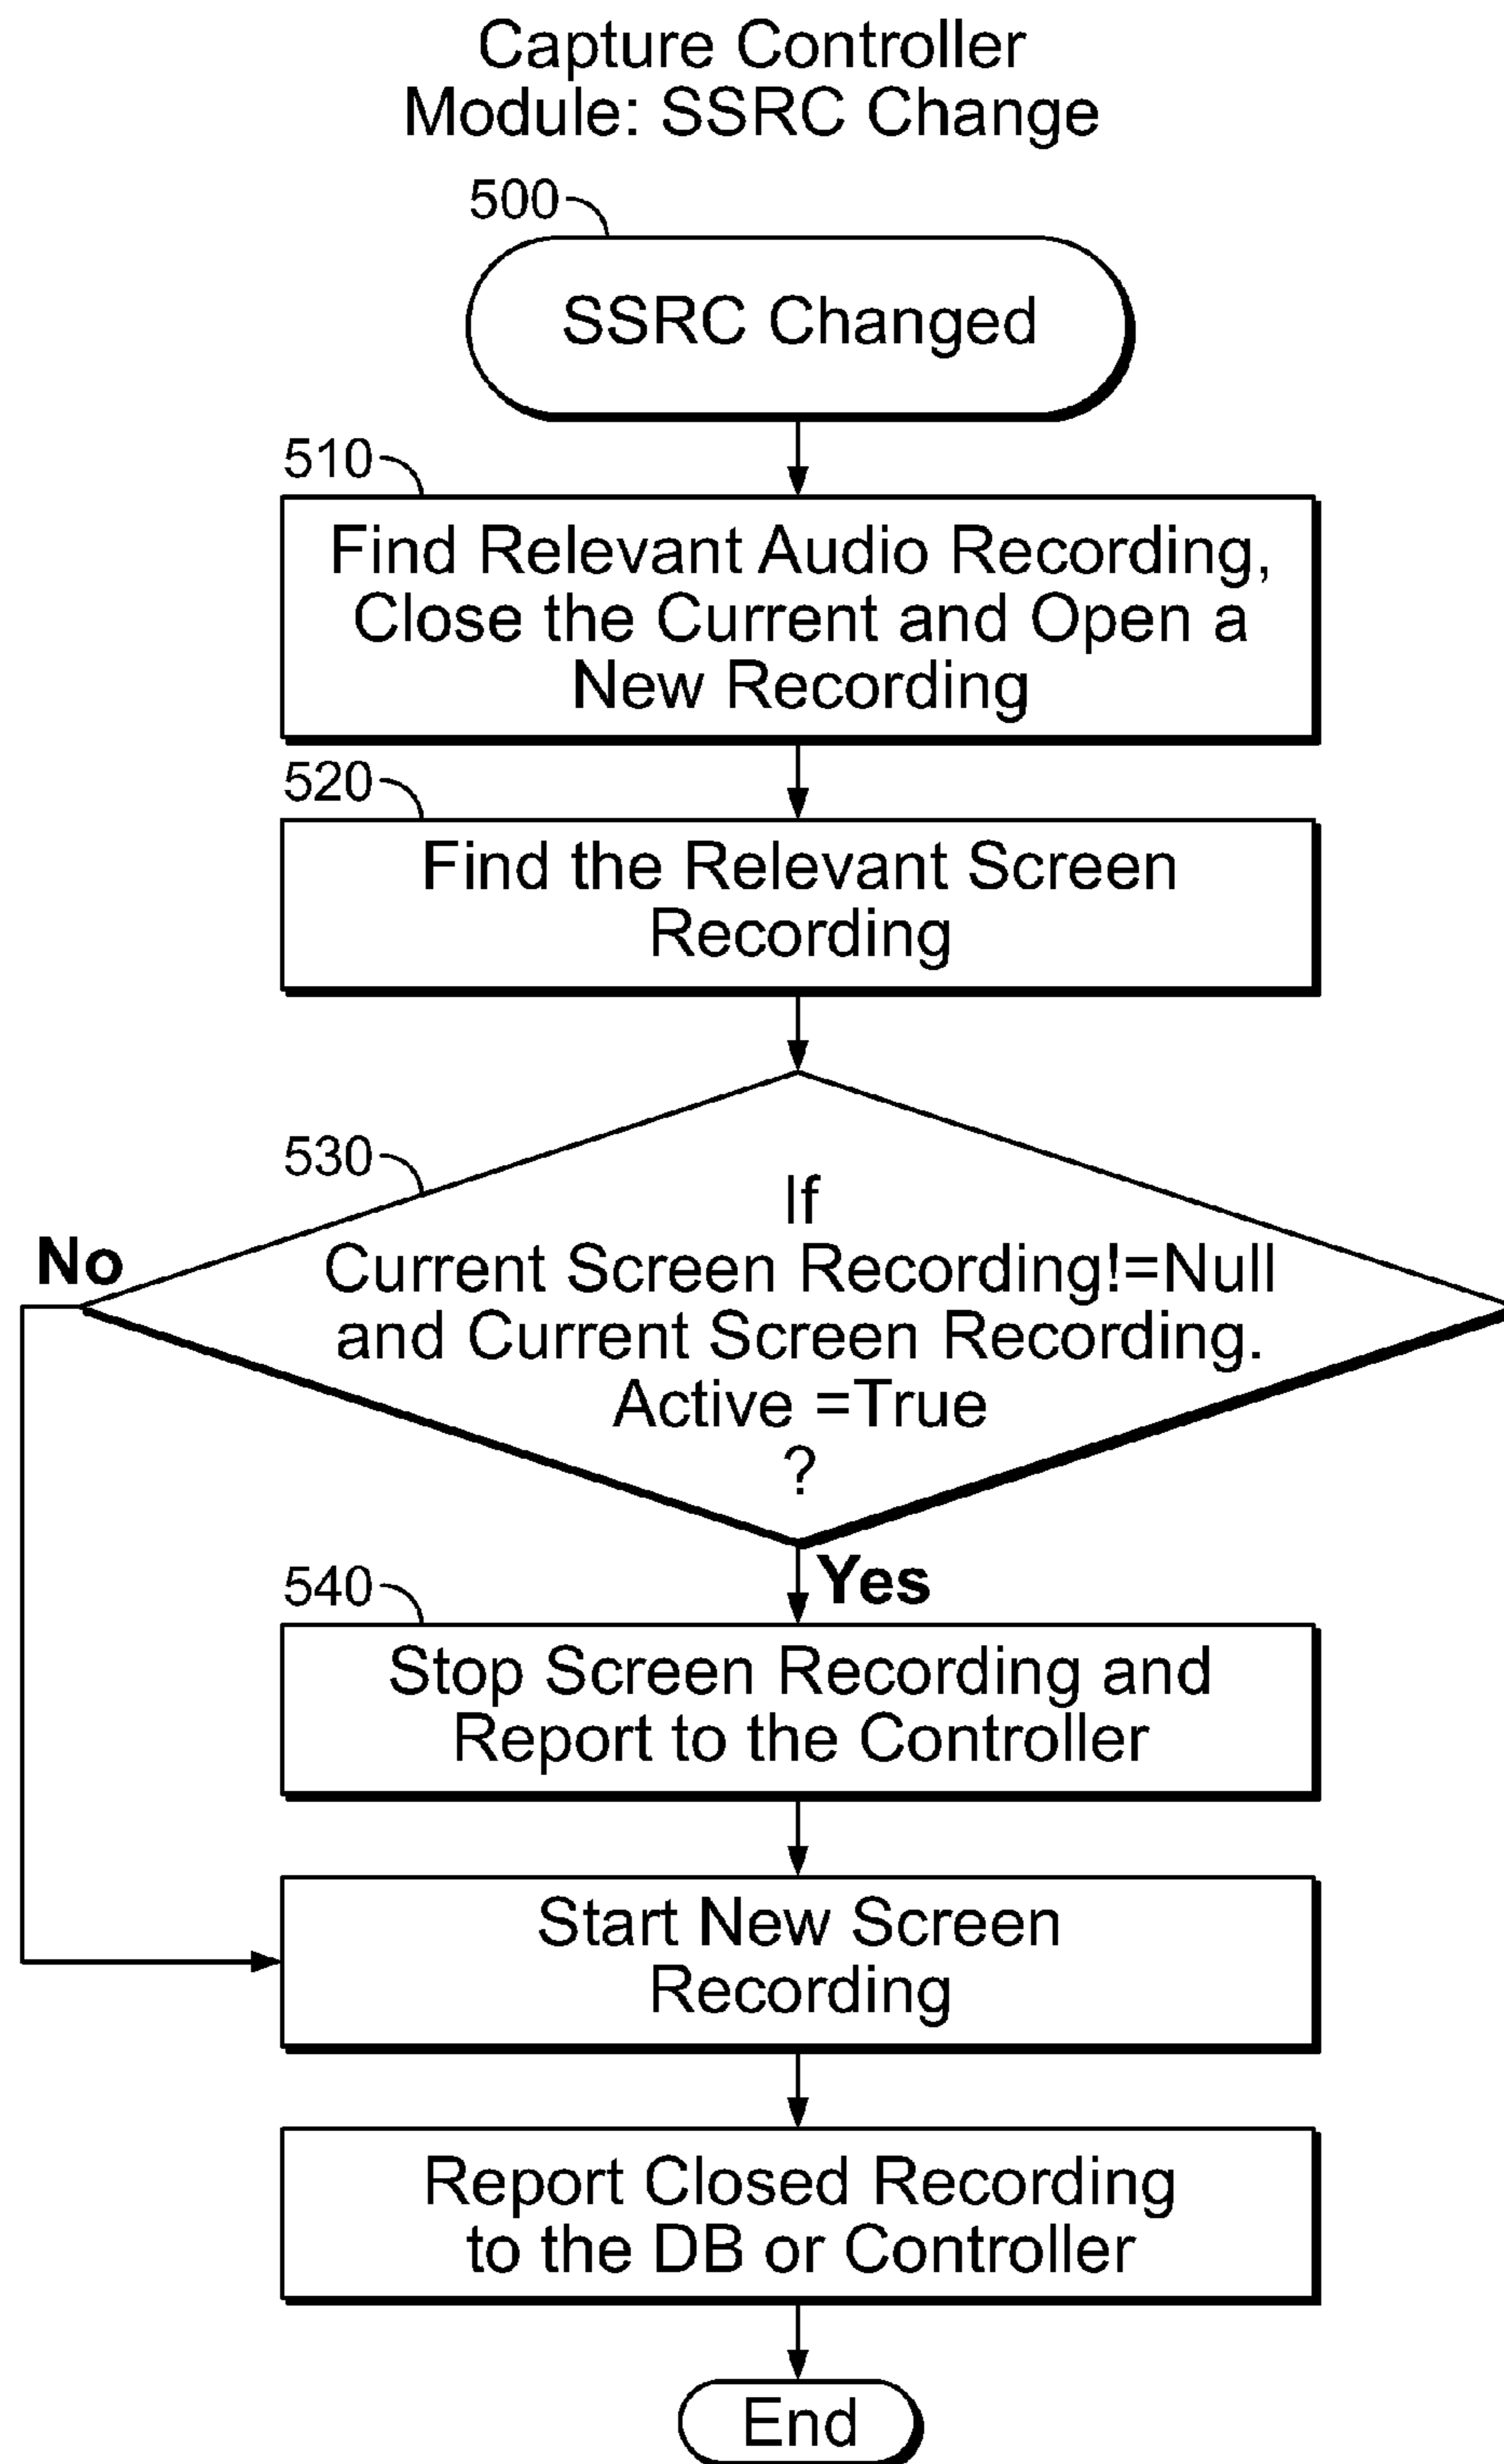 Capture Controller
Module: SSRC Change
500
SSRC Changed
510
Find Relevant Audio Recording,
Close the Current and Open a
New Recording
520
Find the Relevant Screen
Recording
530
If
Current Screen Recording!=Null
and Current Screen Recording.
Active =True
?
No
Yes
540
Stop Screen Recording and
Report to the Controller
Start New Screen
Recording
Report Closed Recording
to the DB or Controller
End